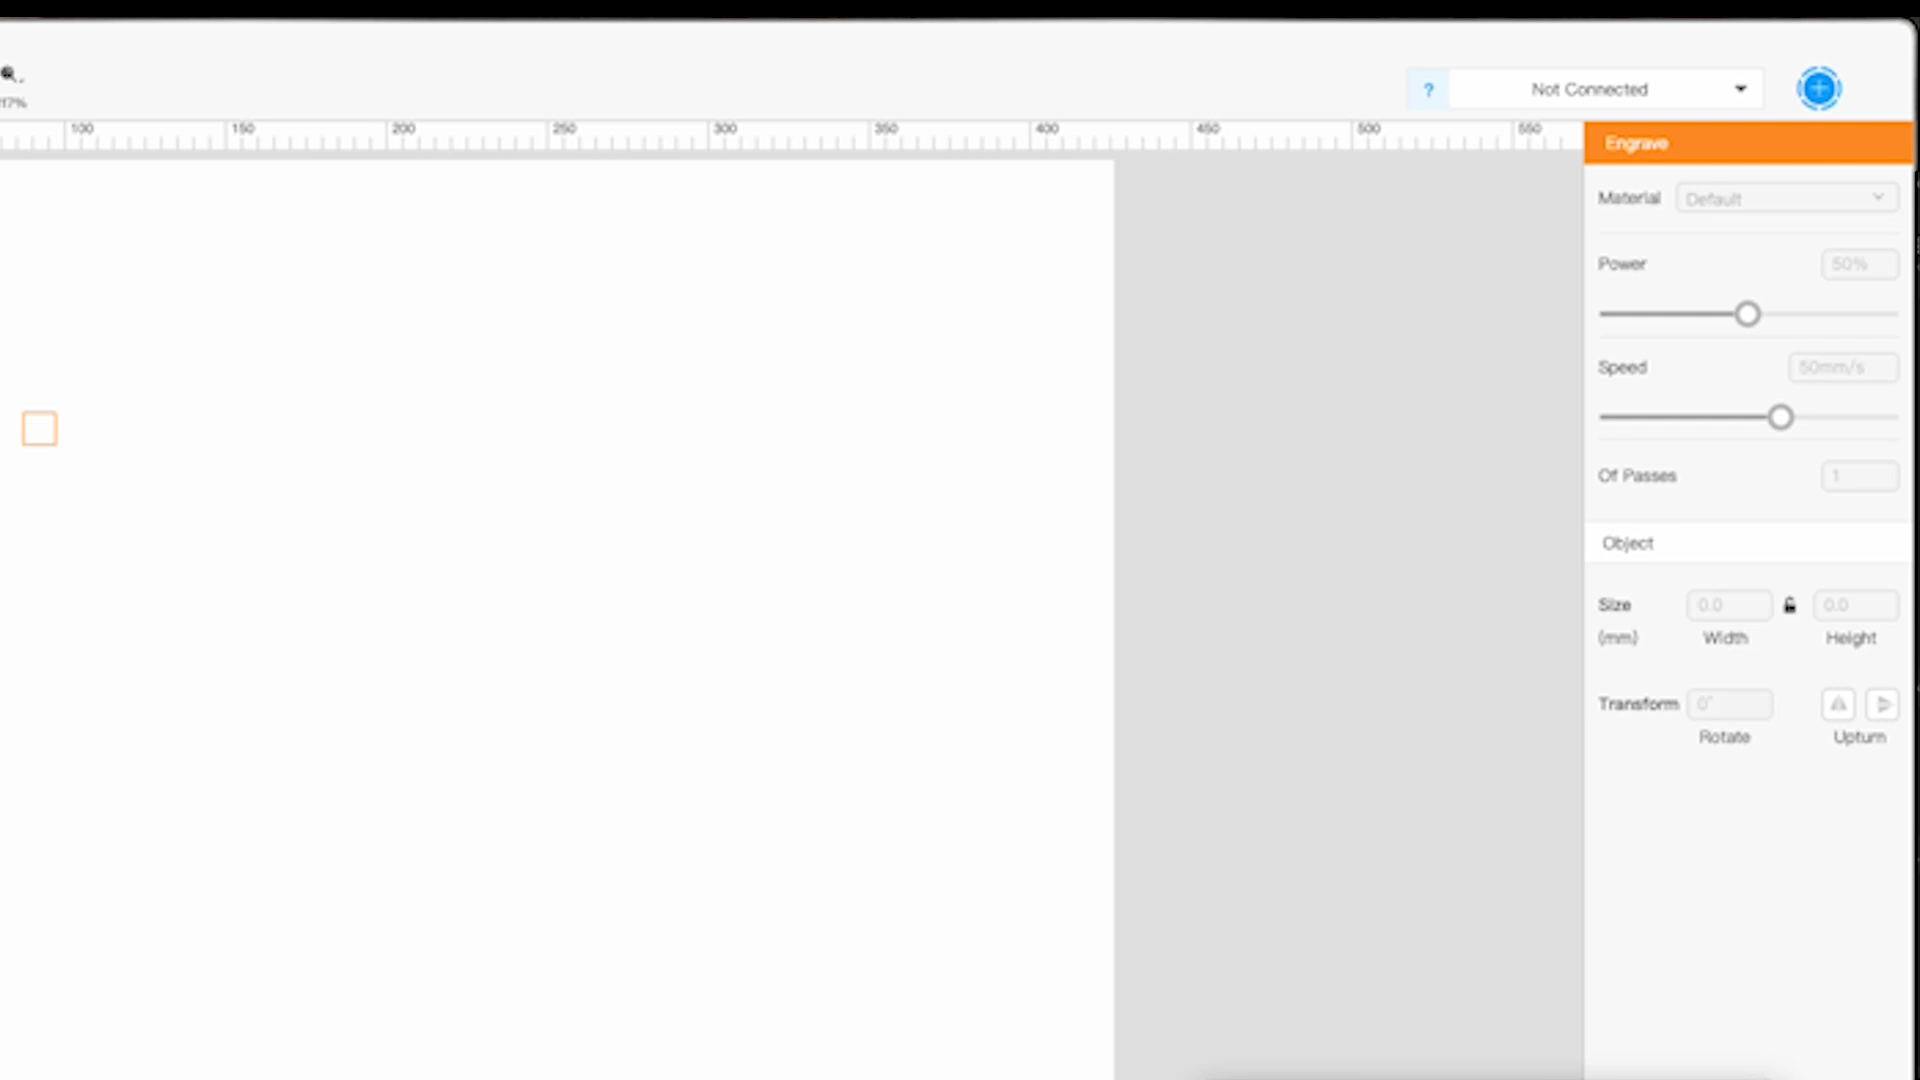 ? Not Connected
117%
100 150 200 250 300 350 400 450 500 550
Engrave
Material Default
Power 50%
Speed 50mm/s
Of Passes 1
Object
Size 0.0 0.0
(mm) Width Height
Transform 0°
Rotate Upturn